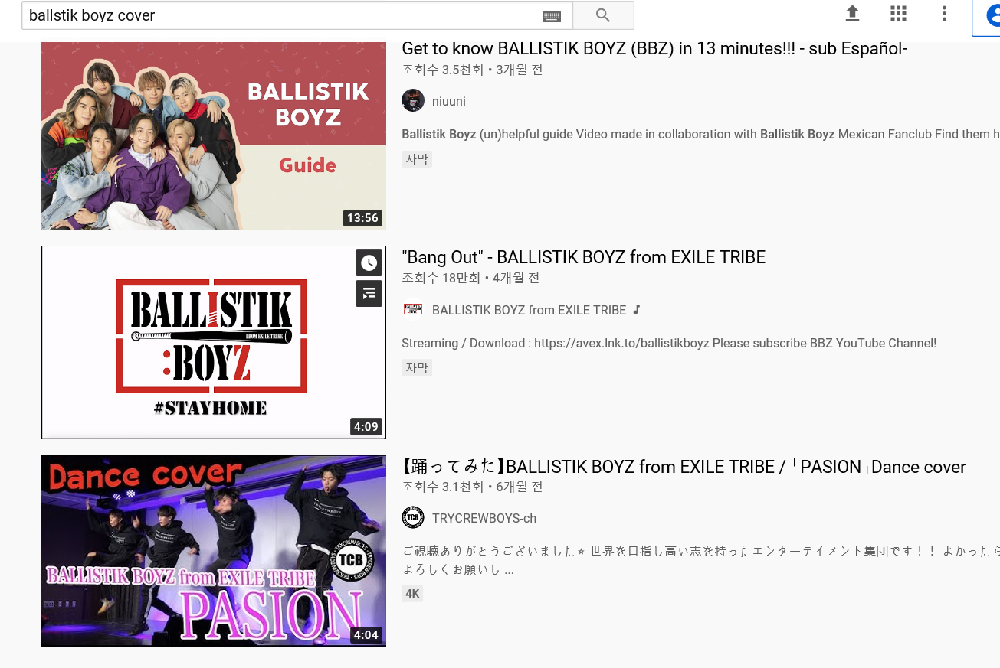 ballstik boyz cover
Get to know BALLISTIK BOYZ (BBZ) in 13 minutes!!! - sub Español-
조회수 3.5천회 • 3개월 전
niuuni
Ballistik Boyz (un)helpful guide Video made in collaboration with Ballistik Boyz Mexican Fanclub Find them h
자막
BALLISTIK
BOYZ
Guide
13:56
"Bang Out" - BALLISTIK BOYZ from EXILE TRIBE
조회수 18만회 • 4개월 전
BALLISTIK BOYZ from EXILE TRIBE
Streaming / Download : https://avex.lnk.to/ballistikboyz Please subscribe BBZ YouTube Channel!
자막
BALLISTIK
FROM EXILE TRIBE
:BOYZ
#STAYHOME
4:09
【踊ってみた】BALLISTIK BOYZ from EXILE TRIBE /「PASION」Dance cover
조회수 3.1천회 • 6개월 전
TCB TRYCREWBOYS-ch
ご視聴ありがとうございました⭐︎ 世界を目指し高い志を持ったエンターテイメント集団です！！ よかったら
よろしくお願いし ...
4K
Dance cover
TRYCREW BOYS
TCB
BALLISTIK BOYZ from EXILE TRIBE
PASION
4:04